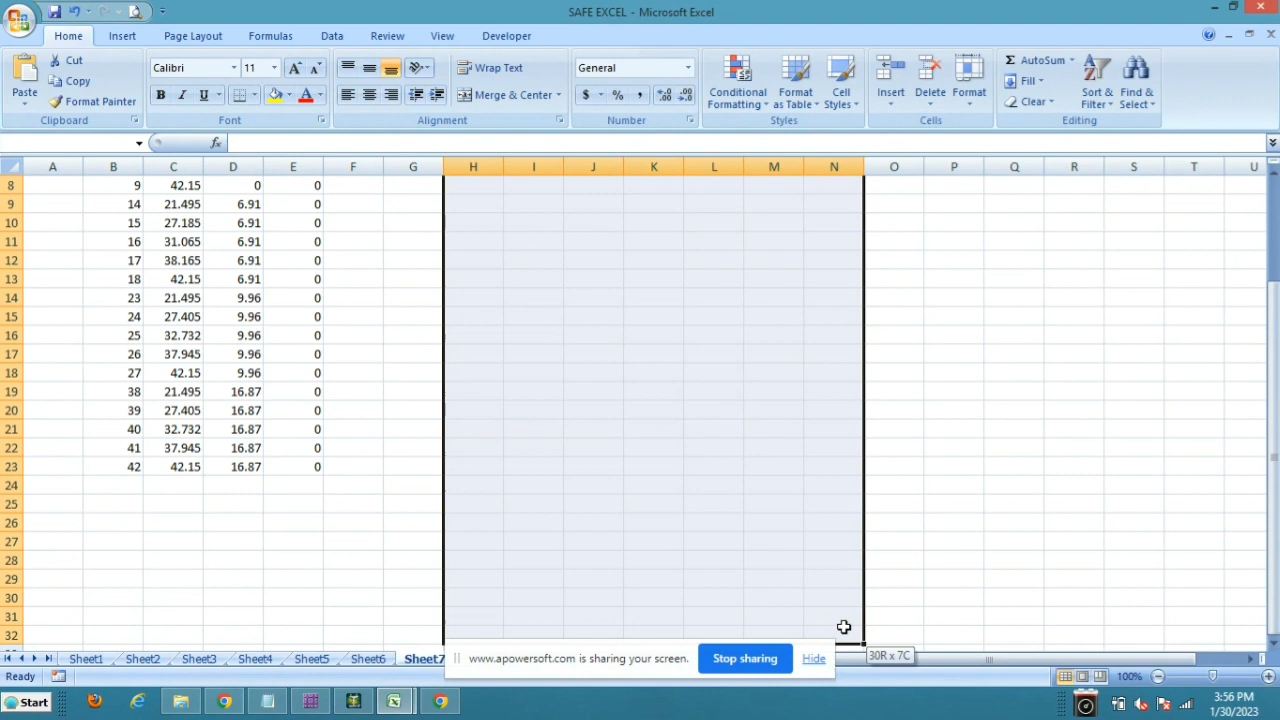 SAFE EXCEL - Microsoft Excel
Home Insert Page Layout Formulas Data Review View Developer
Paste Cut Copy Format Painter
Calibri 11 A A
B I U A
Wrap Text
Merge & Center
General
$ % ,
Conditional Formatting Format as Table Cell Styles
Insert Delete Format
Σ AutoSum Fill Clear
Sort & Filter Find & Select
Clipboard Font Alignment Number Styles Cells Editing
fx
A B C D E F G H I J K L M N O P Q R S T U
8 9 42.15 0 0
9 14 21.495 6.91 0
10 15 27.185 6.91 0
11 16 31.065 6.91 0
12 17 38.165 6.91 0
13 18 42.15 6.91 0
14 23 21.495 9.96 0
15 24 27.405 9.96 0
16 25 32.732 9.96 0
17 26 37.945 9.96 0
18 27 42.15 9.96 0
19 38 21.495 16.87 0
20 39 27.405 16.87 0
21 40 32.732 16.87 0
22 41 37.945 16.87 0
23 42 42.15 16.87 0
24
25
26
27
28
29
30
31
32
30R x 7C
Sheet1 Sheet2 Sheet3 Sheet4 Sheet5 Sheet6 Sheet7
www.apowersoft.com is sharing your screen. Stop sharing Hide
Ready 100%
Start
3:56 PM
1/30/2023